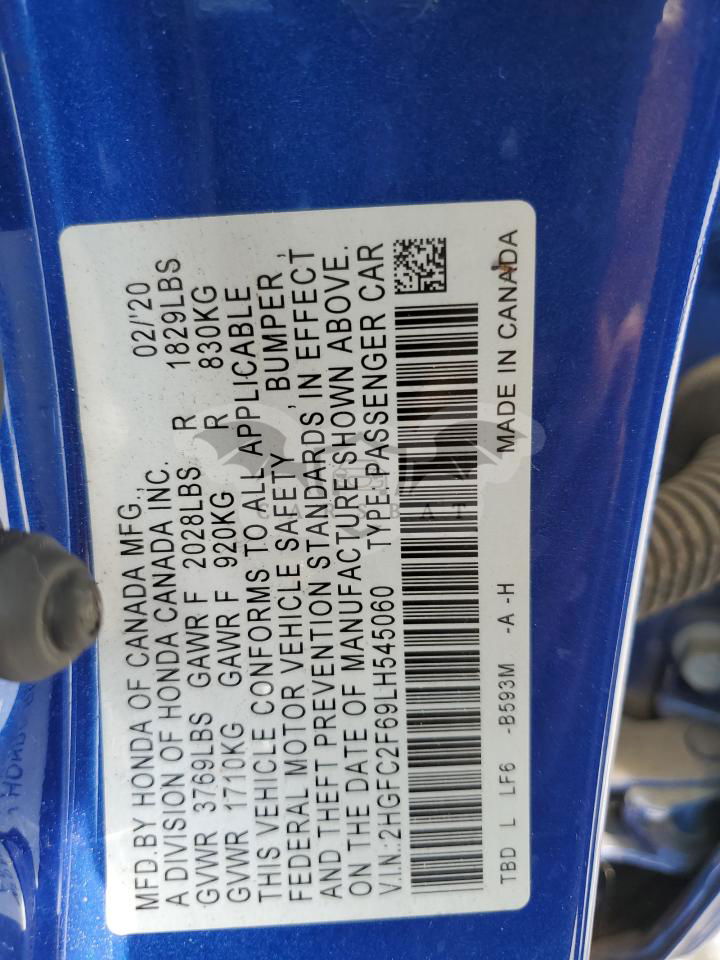 MFD.BY HONDA OF CANADA MFG., 02/'20
A DIVISION OF HONDA CANADA INC.
GVWR 3769LBS GAWR F 2028LBS R 1829LBS
GVWR 1710KG GAWR F 920KG R 830KG
THIS VEHICLE CONFORMS TO ALL APPLICABLE
FEDERAL MOTOR VEHICLE SAFETY , BUMPER ,
AND THEFT PREVENTION STANDARDS IN EFFECT
ON THE DATE OF MANUFACTURE SHOWN ABOVE.
V.I.N.:2HGFC2F69LH545060 TYPE:PASSENGER CAR
TBD L LF6 -B593M -A -H MADE IN CANADA
CARSBAT